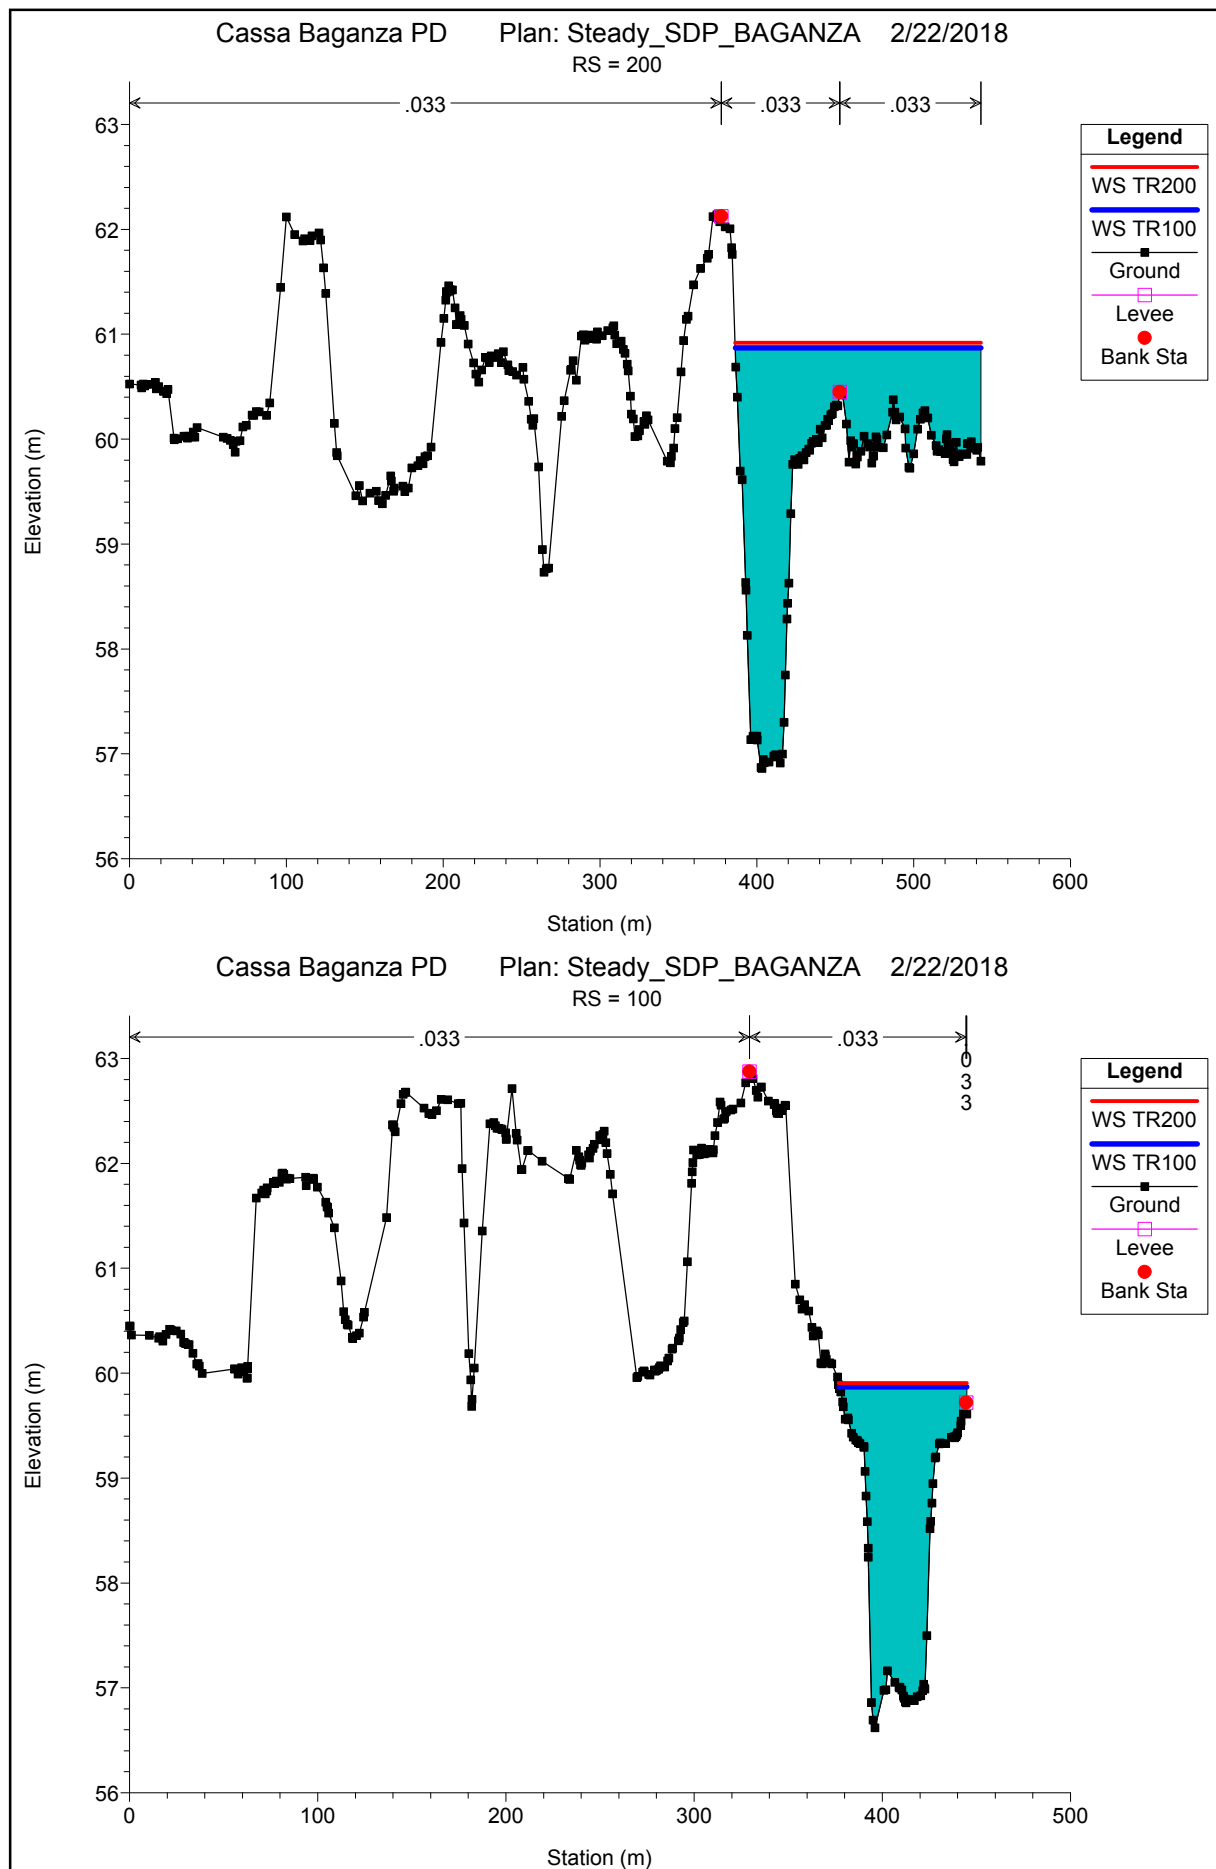 Cassa Baganza PD Plan: Steady_SDP_BAGANZA 2/22/2018
RS = 200
.033 .033 .033
63
62
61
60
59
58
57
56
0 100 200 300 400 500 600
Elevation (m)
Station (m)
Legend
WS TR200
WS TR100
Ground
Levee
Bank Sta
Cassa Baganza PD Plan: Steady_SDP_BAGANZA 2/22/2018
RS = 100
.033 .033
.
0
3
3
63
62
61
60
59
58
57
56
0 100 200 300 400 500
Elevation (m)
Station (m)
Legend
WS TR200
WS TR100
Ground
Levee
Bank Sta